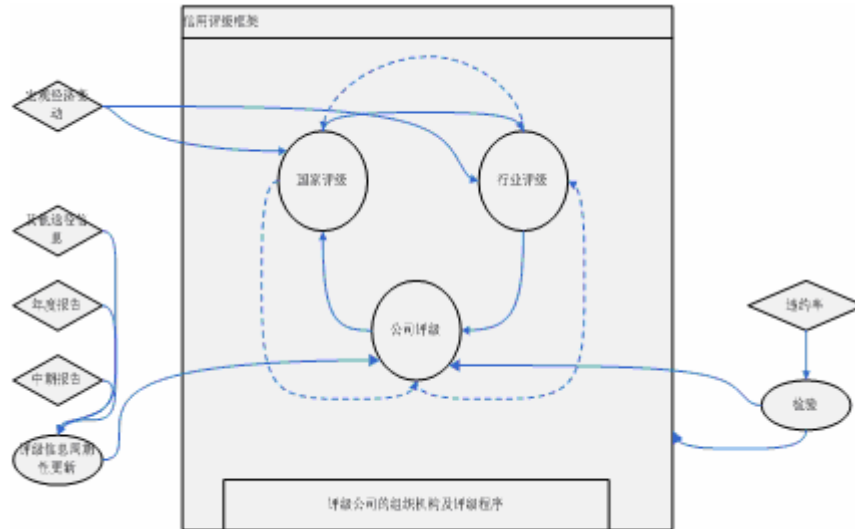 信用评级框架
宏观经济变
动
国家评级
行业评级
其他选径信
息
年度报告
中期报告
评级信息周期
性更新
公司评级
违约率
检验
评级公司的组织机构及评级程序